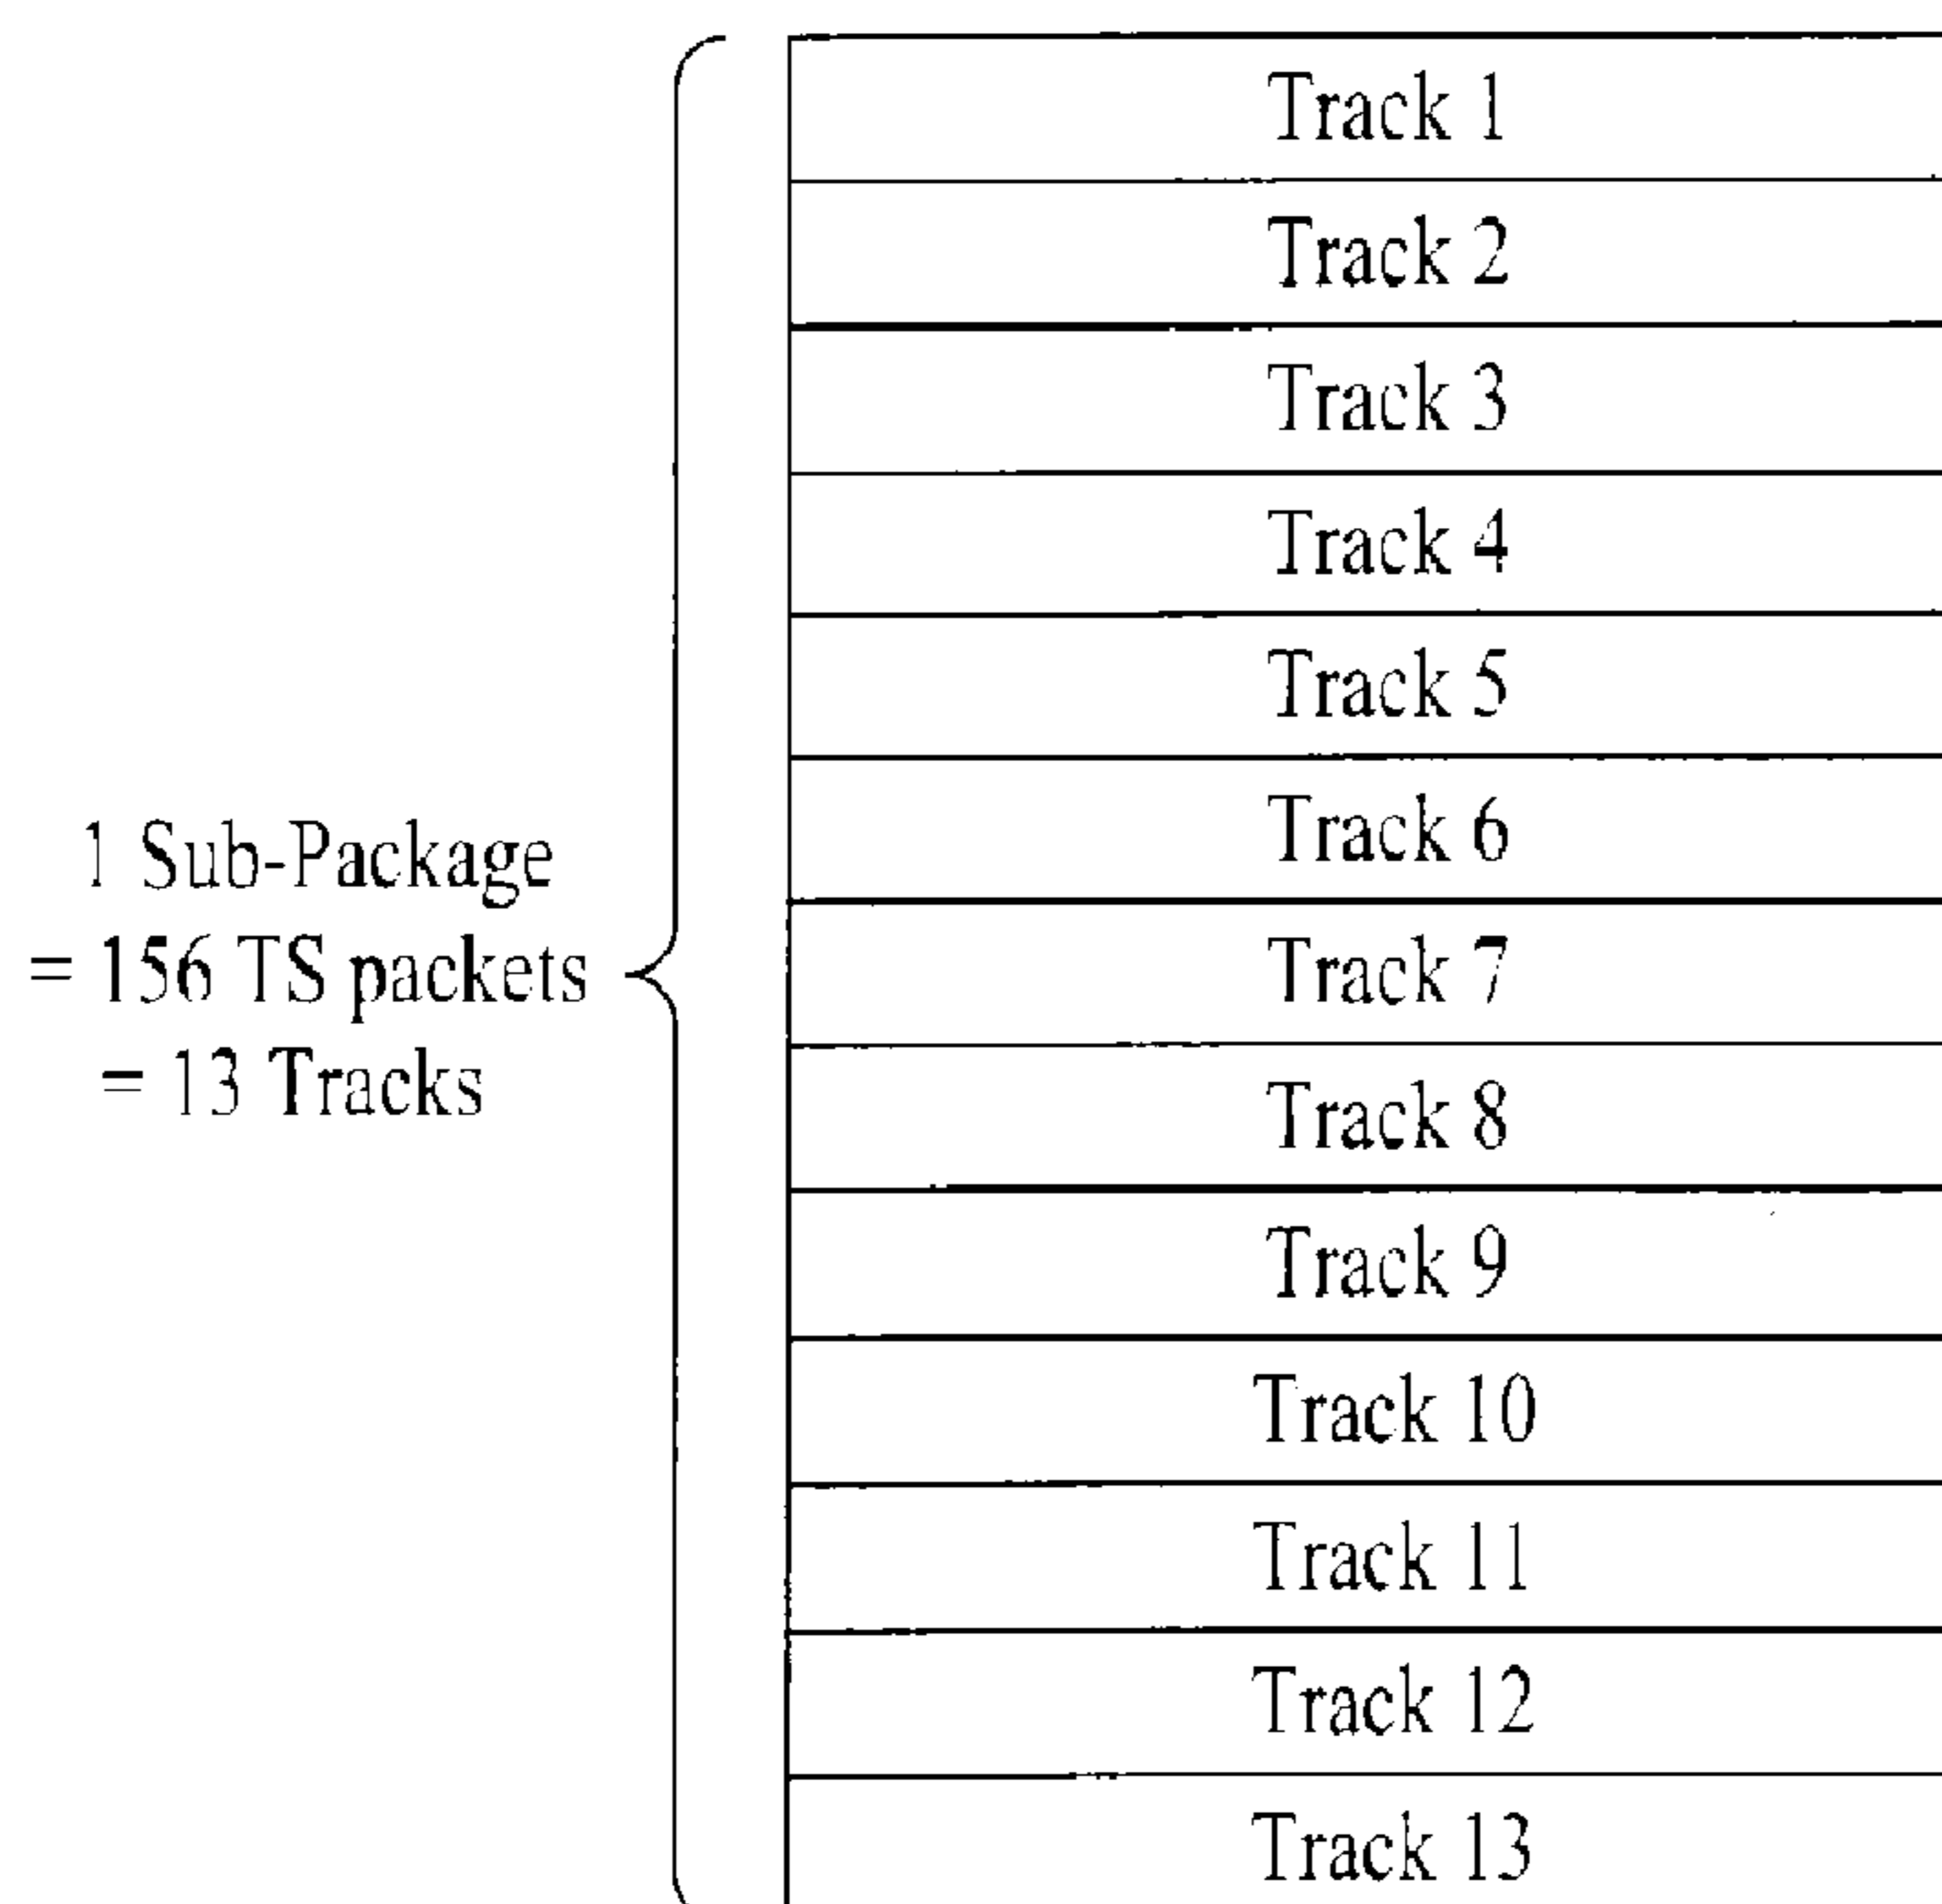 Track 1
Track 2
Track 3
Track 4
Track 5
Track 6
1 Sub-Package
= 156 TS packets
= 13 Tracks
Track 7
Track 8
Track 9
Track 10
Track 11
Track 12
Track 13